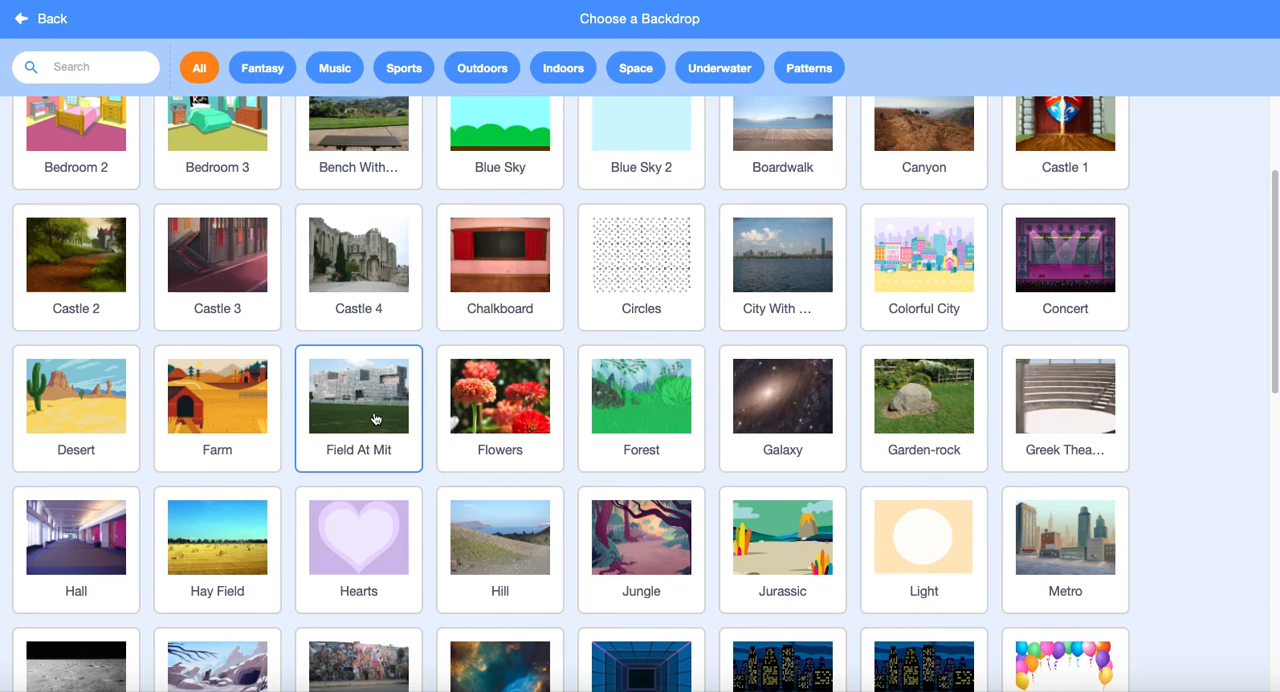 Back
Choose a Backdrop
Search
All
Fantasy
Music
Sports
Outdoors
Indoors
Space
Underwater
Patterns
Bedroom 2
Bedroom 3
Bench With...
Blue Sky
Blue Sky 2
Boardwalk
Canyon
Castle 1
Castle 2
Castle 3
Castle 4
Chalkboard
Circles
City With ...
Colorful City
Concert
Desert
Farm
Field At Mit
Flowers
Forest
Galaxy
Garden-rock
Greek Thea...
Hall
Hay Field
Hearts
Hill
Jungle
Jurassic
Light
Metro